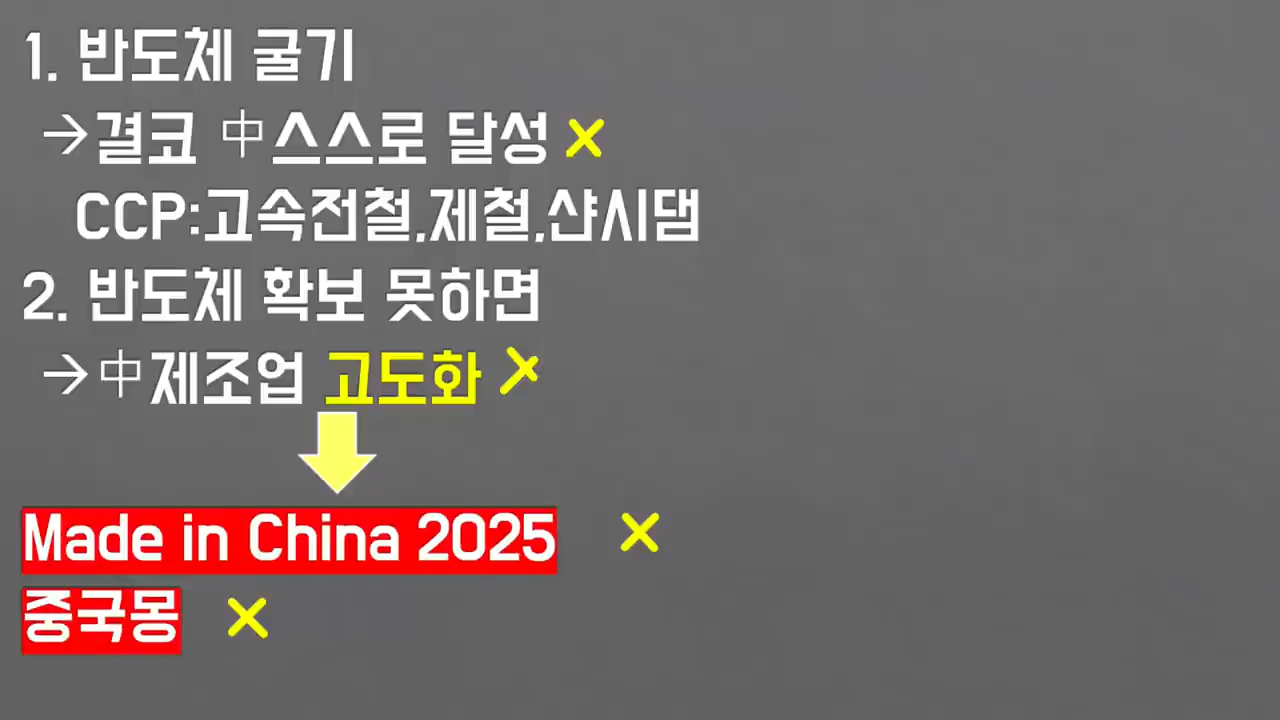 1. 반도체 굴기
→결코 中스스로 달성 X
CCP:고속전철,제철,샨시댐
2. 반도체 확보 못하면
→中제조업 고도화 X
Made in China 2025 X
중국몽 X